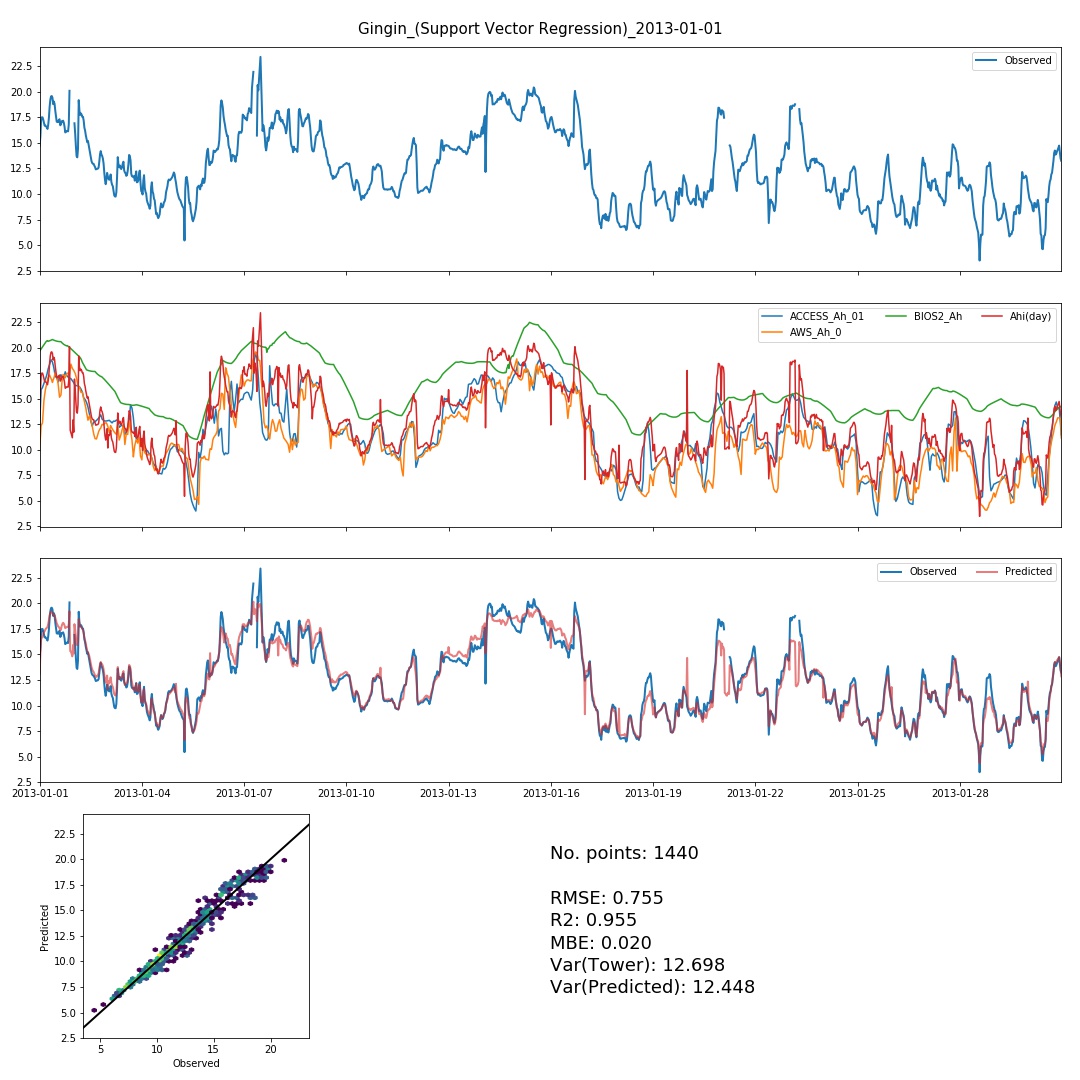 Gingin_(Support Vector Regression)_2013-01-01
Observed
22.5
20.0
17.5
15.0
12.5
10.0
7.5
5.0
2.5
ACCESS_Ah_01 BIOS2_Ah Ahi(day)
AWS_Ah_0
22.5
20.0
17.5
15.0
12.5
10.0
7.5
5.0
2.5
Observed Predicted
22.5
20.0
17.5
15.0
12.5
10.0
7.5
5.0
2.5
2013-01-01 2013-01-04 2013-01-07 2013-01-10 2013-01-13 2013-01-16 2013-01-19 2013-01-22 2013-01-25 2013-01-28
22.5
20.0
17.5
15.0
12.5
10.0
7.5
5.0
2.5
Predicted
5 10 15 20
Observed
No. points: 1440
RMSE: 0.755
R2: 0.955
MBE: 0.020
Var(Tower): 12.698
Var(Predicted): 12.448